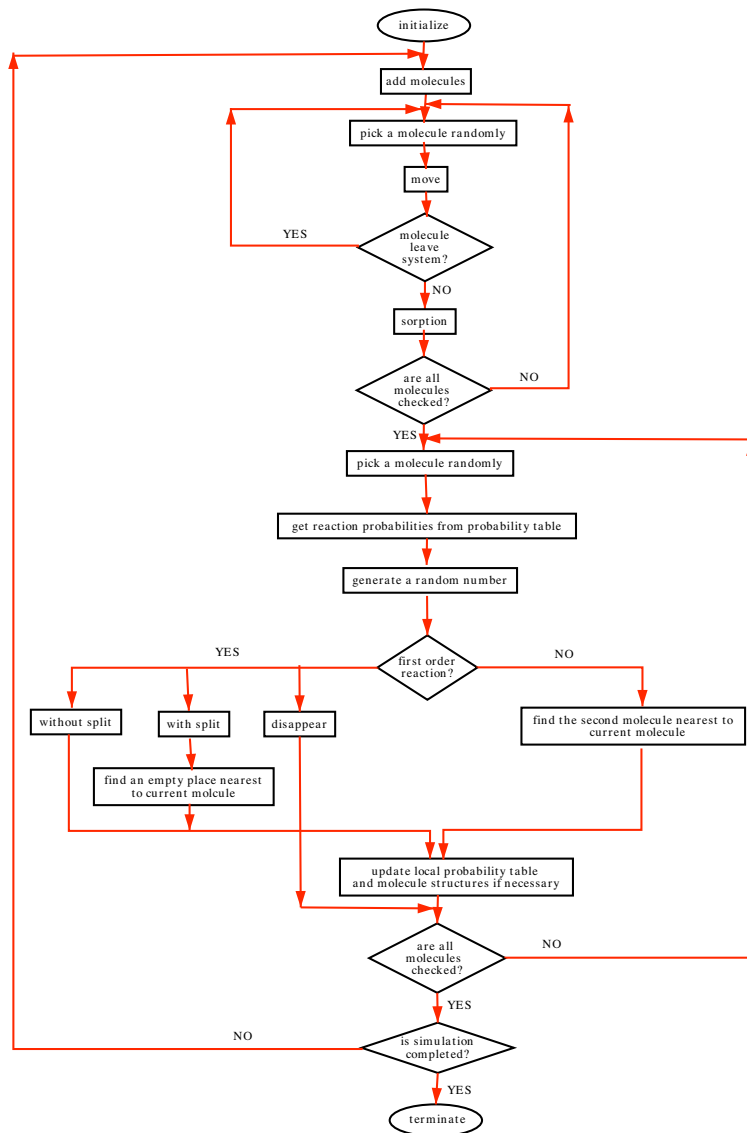 initialize
add molecules
pick a molecule randomly
move
molecule
leave
system?
YES
NO
sorption
are all
molecules
checked?
NO
YES
pick a molecule randomly
get reaction probabilities from probability table
generate a random number
first order
reaction?
YES
NO
without split
with split
disappear
find the second molecule nearest to
current molecule
find an empty place nearest
to current molcule
update local probability table
and molecule structures if necessary
are all
molecules
checked?
NO
YES
is simulation
completed?
NO
YES
terminate